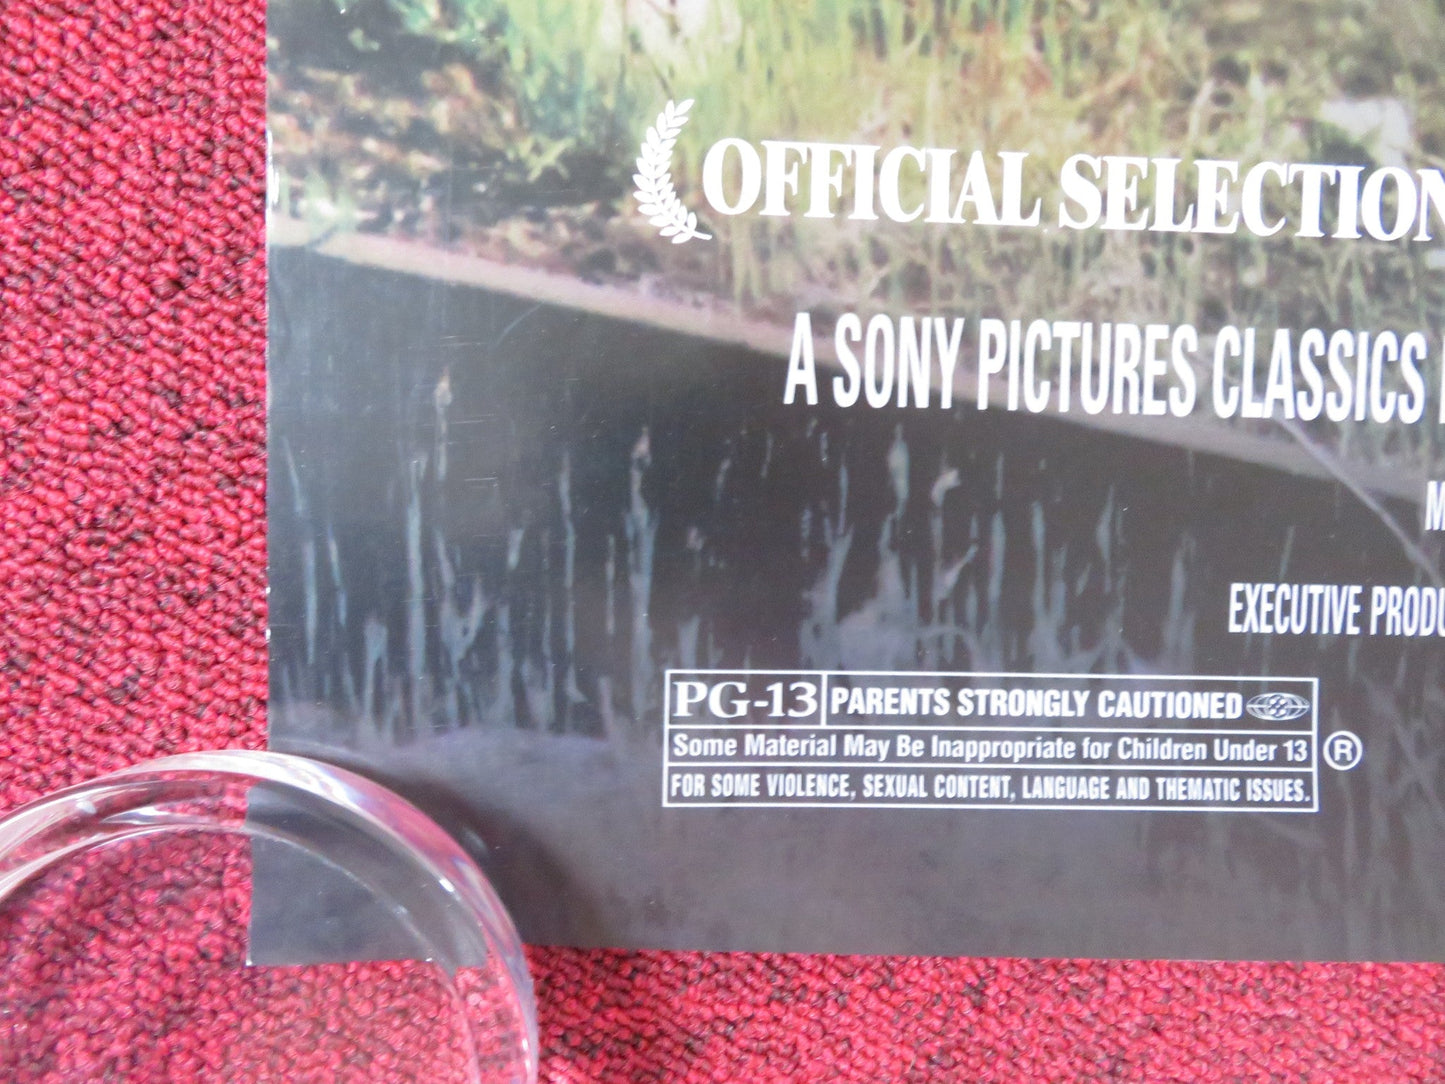 OFFICIAL SELECTION
A SONY PICTURES CLASSICS
EXECUTIVE
PG-13 PARENTS STRONGLY CAUTIONED
Some Material May Be Inappropriate for Children Under 13 ®
FOR SOME VIOLENCE, SEXUAL CONTENT, LANGUAGE AND THEMATIC ISSUES.